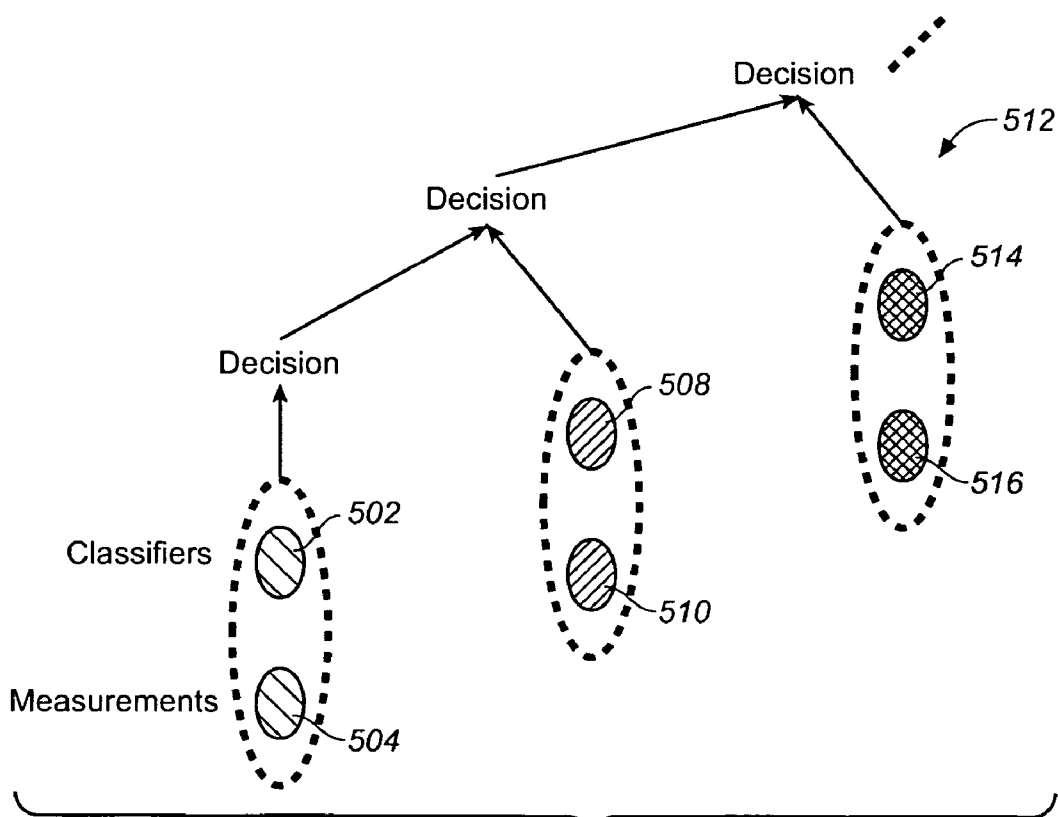 Decision
512
Decision
514
Decision
508
516
502
Classifiers
510
Measurements
504